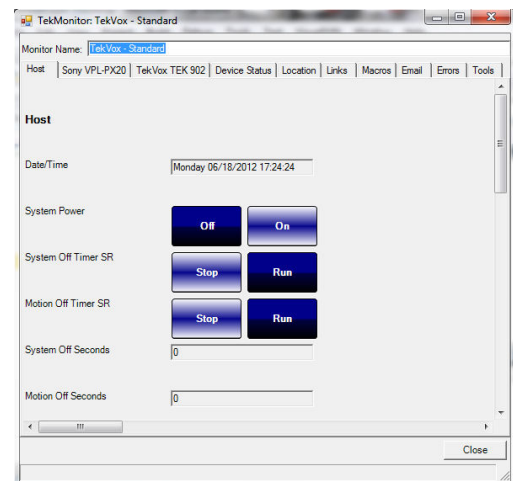 TekMonitor: TekVox - Standard
Monitor Name: TekVox - Standard
Host Sony VPL-PX20 TekVox TEK 902 Device Status Location Links Macros Email Errors Tools
Host
Date/Time Monday 06/18/2012 17:24:24
System Power Off On
System Off Timer SR Stop Run
Motion Off Timer SR Stop Run
System Off Seconds 0
Motion Off Seconds 0
Close